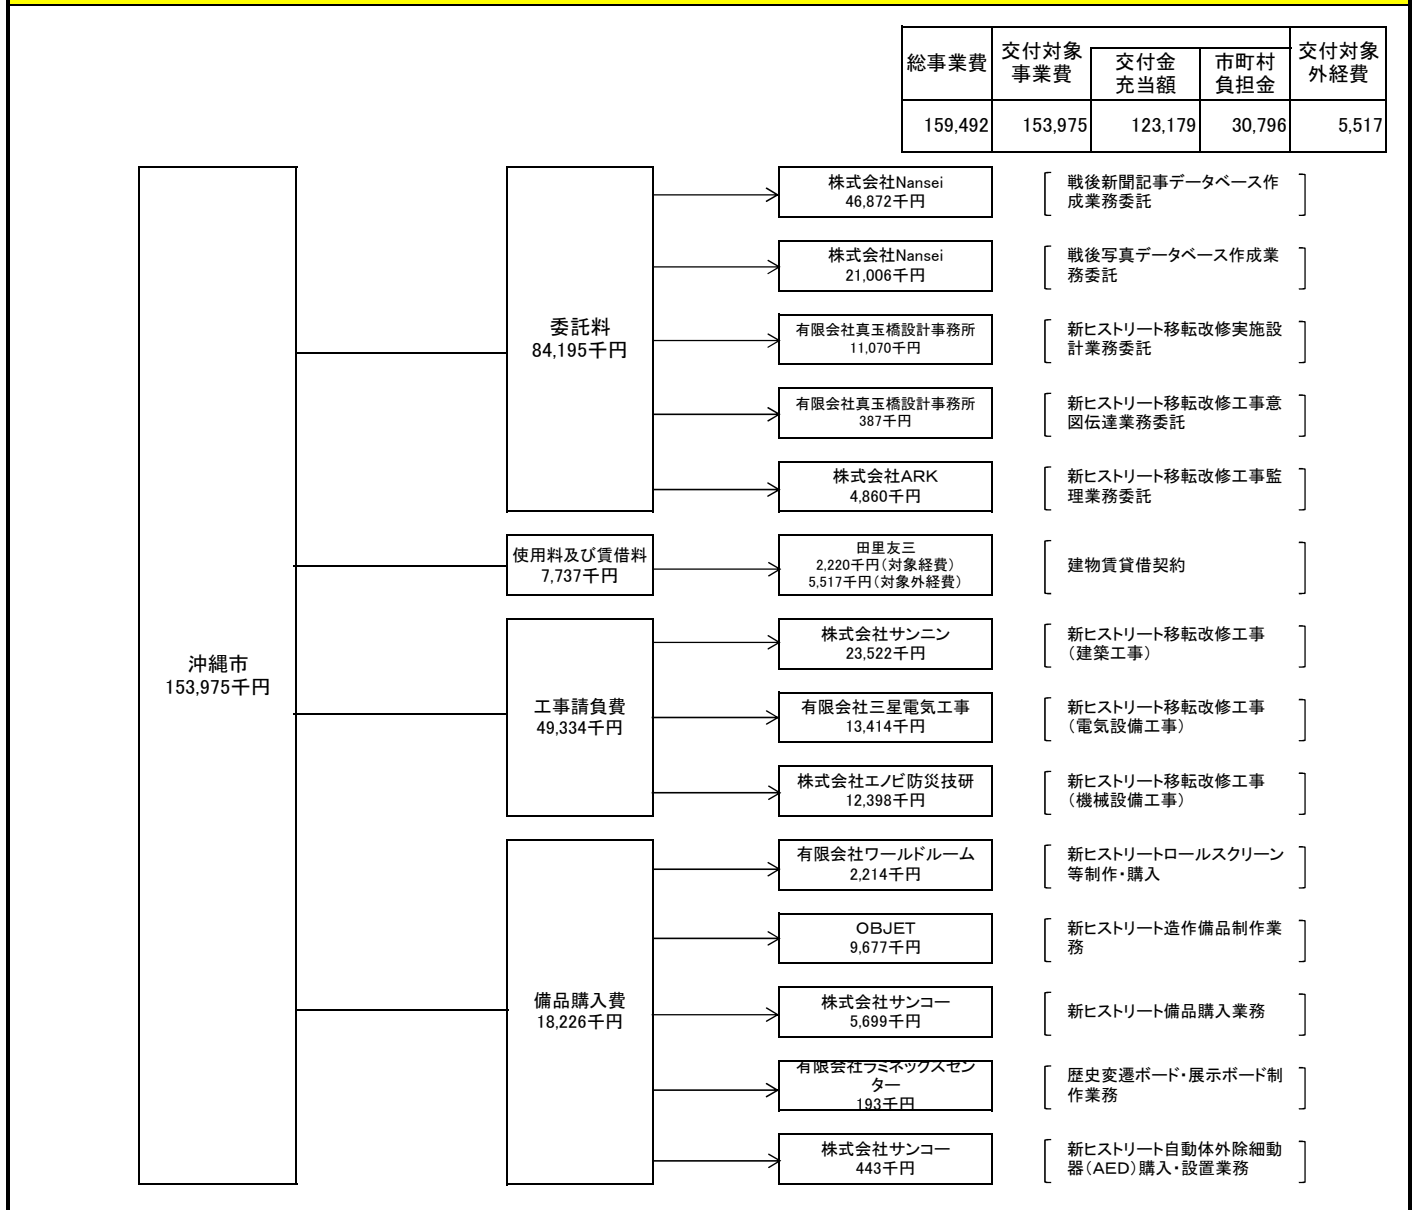 総事業費
交付対象
事業費
交付金
充当額
市町村
負担金
交付対象
外経費
159,492
153,975
123,179
30,796
5,517
沖縄市
153,975千円
委託料
84,195千円
株式会社Nansei
46,872千円
戦後新聞記事データベース作
成業務委託
株式会社Nansei
21,006千円
戦後写真データベース作成業
務委託
有限会社真玉橋設計事務所
11,070千円
新ヒストリート移転改修実施設
計業務委託
有限会社真玉橋設計事務所
387千円
新ヒストリート移転改修工事意
図伝達業務委託
株式会社ARK
4,860千円
新ヒストリート移転改修工事監
理業務委託
使用料及び賃借料
7,737千円
田里友三
2,220千円(対象経費)
5,517千円(対象外経費)
建物賃貸借契約
工事請負費
49,334千円
株式会社サンニン
23,522千円
新ヒストリート移転改修工事
(建築工事)
有限会社三星電気工事
13,414千円
新ヒストリート移転改修工事
(電気設備工事)
株式会社エノビ防災技研
12,398千円
新ヒストリート移転改修工事
(機械設備工事)
備品購入費
18,226千円
有限会社ワールドルーム
2,214千円
新ヒストリートロールスクリーン
等制作・購入
OBJET
9,677千円
新ヒストリート造作備品制作業
務
株式会社サンコー
5,699千円
新ヒストリート備品購入業務
有限会社ラミネックスセン
ター
193千円
歴史変遷ボード・展示ボード制
作業務
株式会社サンコー
443千円
新ヒストリート自動体外除細動
器(AED)購入・設置業務